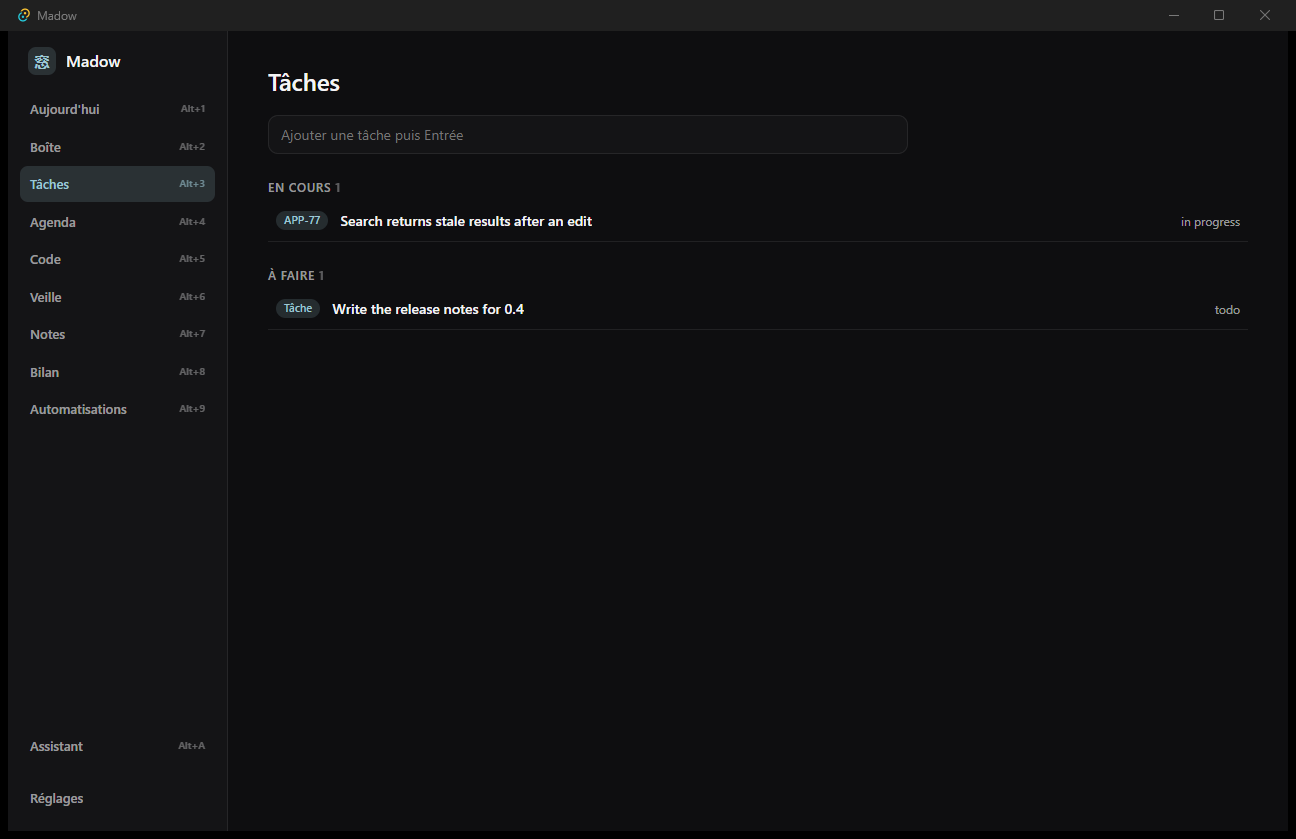 Madow
窓 Madow
Aujourd'hui Alt+1
Boîte Alt+2
Tâches Alt+3
Agenda Alt+4
Code Alt+5
Veille Alt+6
Notes Alt+7
Bilan Alt+8
Automatisations Alt+9
Assistant Alt+A
Réglages
Tâches
Ajouter une tâche puis Entrée
EN COURS 1
APP-77 Search returns stale results after an edit in progress
À FAIRE 1
Tâche Write the release notes for 0.4 todo